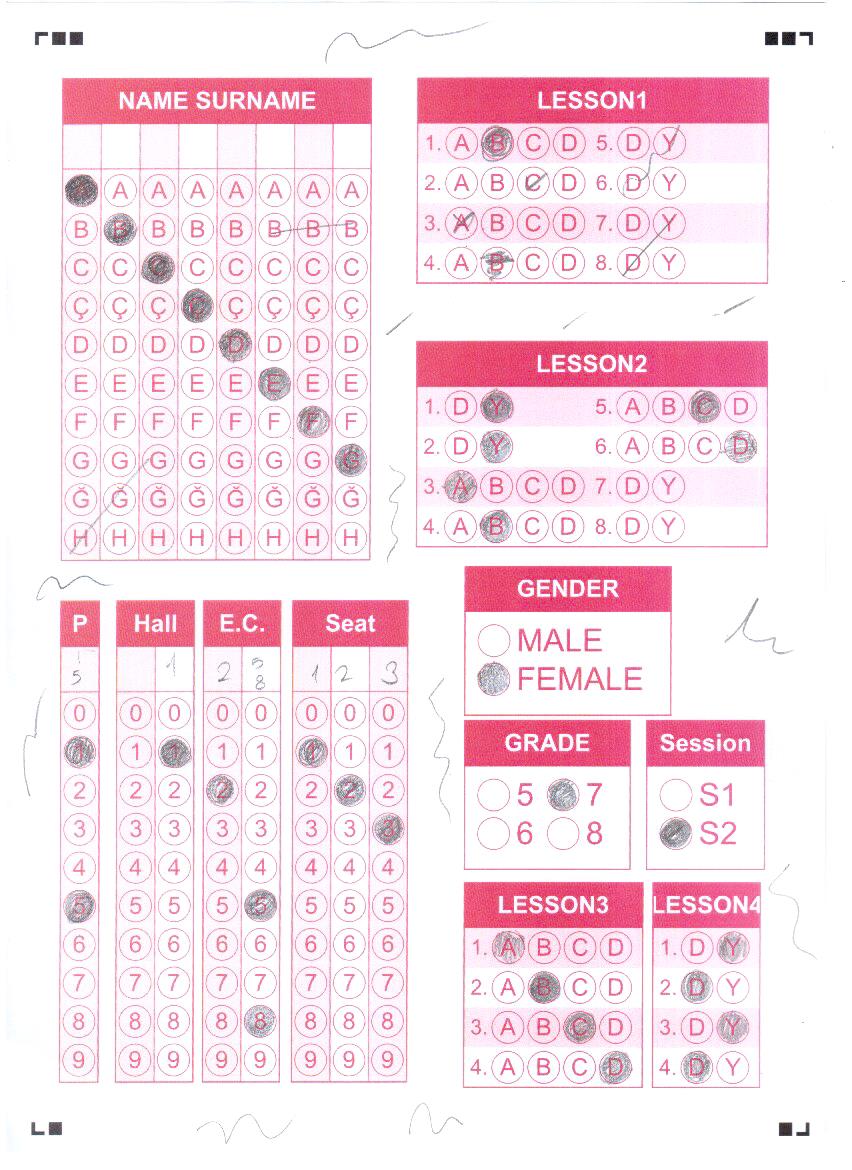 NAME SURNAME
A A A A A A A
B B B B B B B B
C C C C C C C C
Ç Ç Ç Ç Ç Ç Ç
D D D D D D D D
E E E E E E E E
F F F F F F F F
G G G G G G G G
Ğ Ğ Ğ Ğ Ğ Ğ Ğ Ğ
H H H H H H H H
LESSON1
1. A B C D 5. D Y
2. A B C D 6. D Y
3. A B C D 7. D Y
4. A B C D 8. D Y
LESSON2
1. D Y 5. A B C D
2. D Y 6. A B C D
3. A B C D 7. D Y
4. A B C D 8. D Y
P Hall E.C. Seat
1 5 1 2 5 8 1 2 3
0 0 0 0 0 0 0 0
1 1 1 1 1 1 1 1
2 2 2 2 2 2 2 2
3 3 3 3 3 3 3 3
4 4 4 4 4 4 4 4
5 5 5 5 5 5 5 5
6 6 6 6 6 6 6 6
7 7 7 7 7 7 7 7
8 8 8 8 8 8 8 8
9 9 9 9 9 9 9 9
GENDER
MALE
FEMALE
GRADE
5 7
6 8
Session
S1
S2
LESSON3
1. A B C D
2. A B C D
3. A B C D
4. A B C D
LESSON4
1. D Y
2. D Y
3. D Y
4. D Y